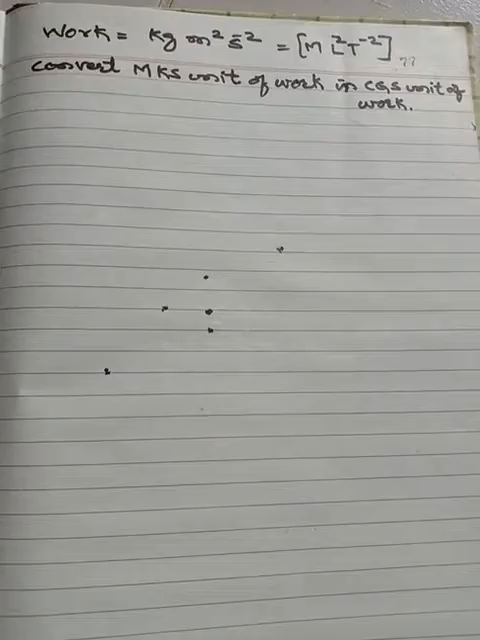 Work = kg m² s⁻² = [M L² T⁻²]
convert MKS unit of work in CGS unit of
work.